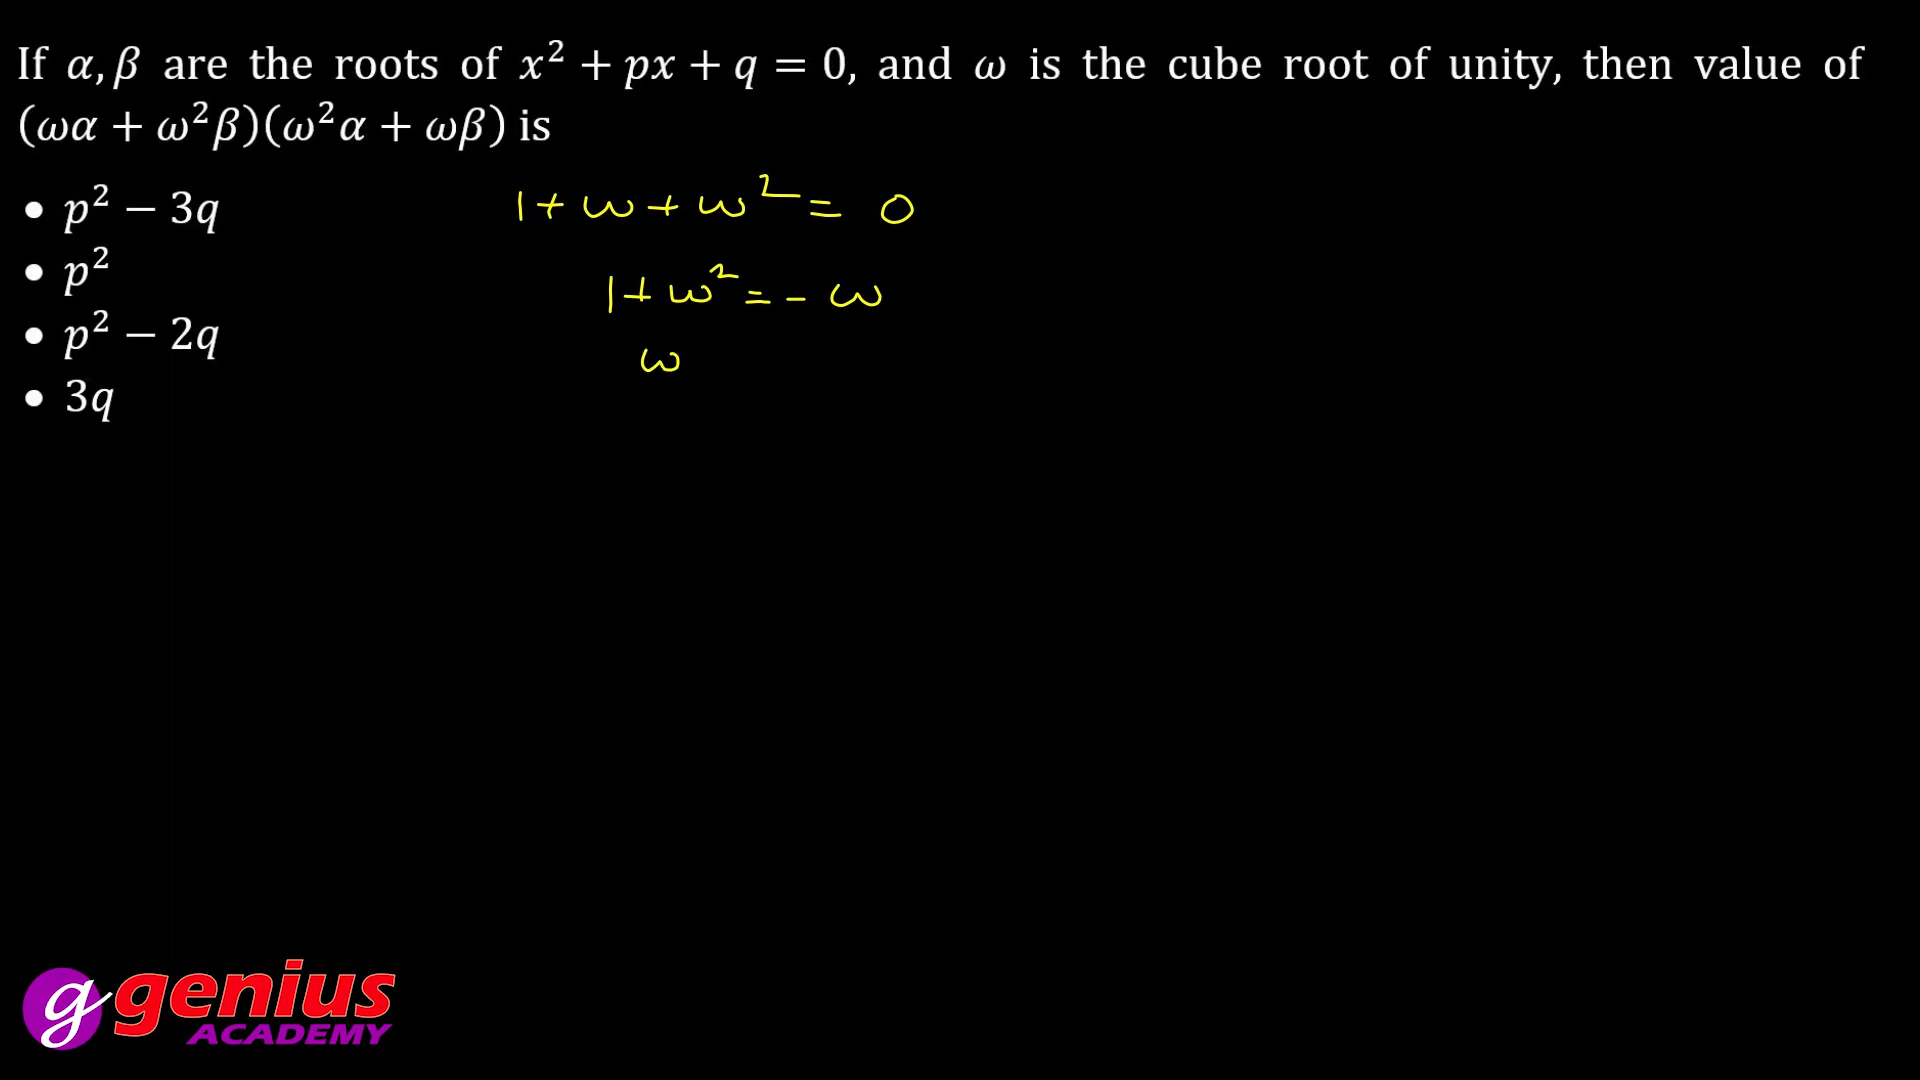 If α, β are the roots of x² + px + q = 0, and ω is the cube root of unity, then value of
(ωα + ω²β)(ω²α + ωβ) is
• p² − 3q
• p²
• p² − 2q
• 3q
1 + ω + ω² = 0
1 + ω² = − ω
ω
g genius
ACADEMY